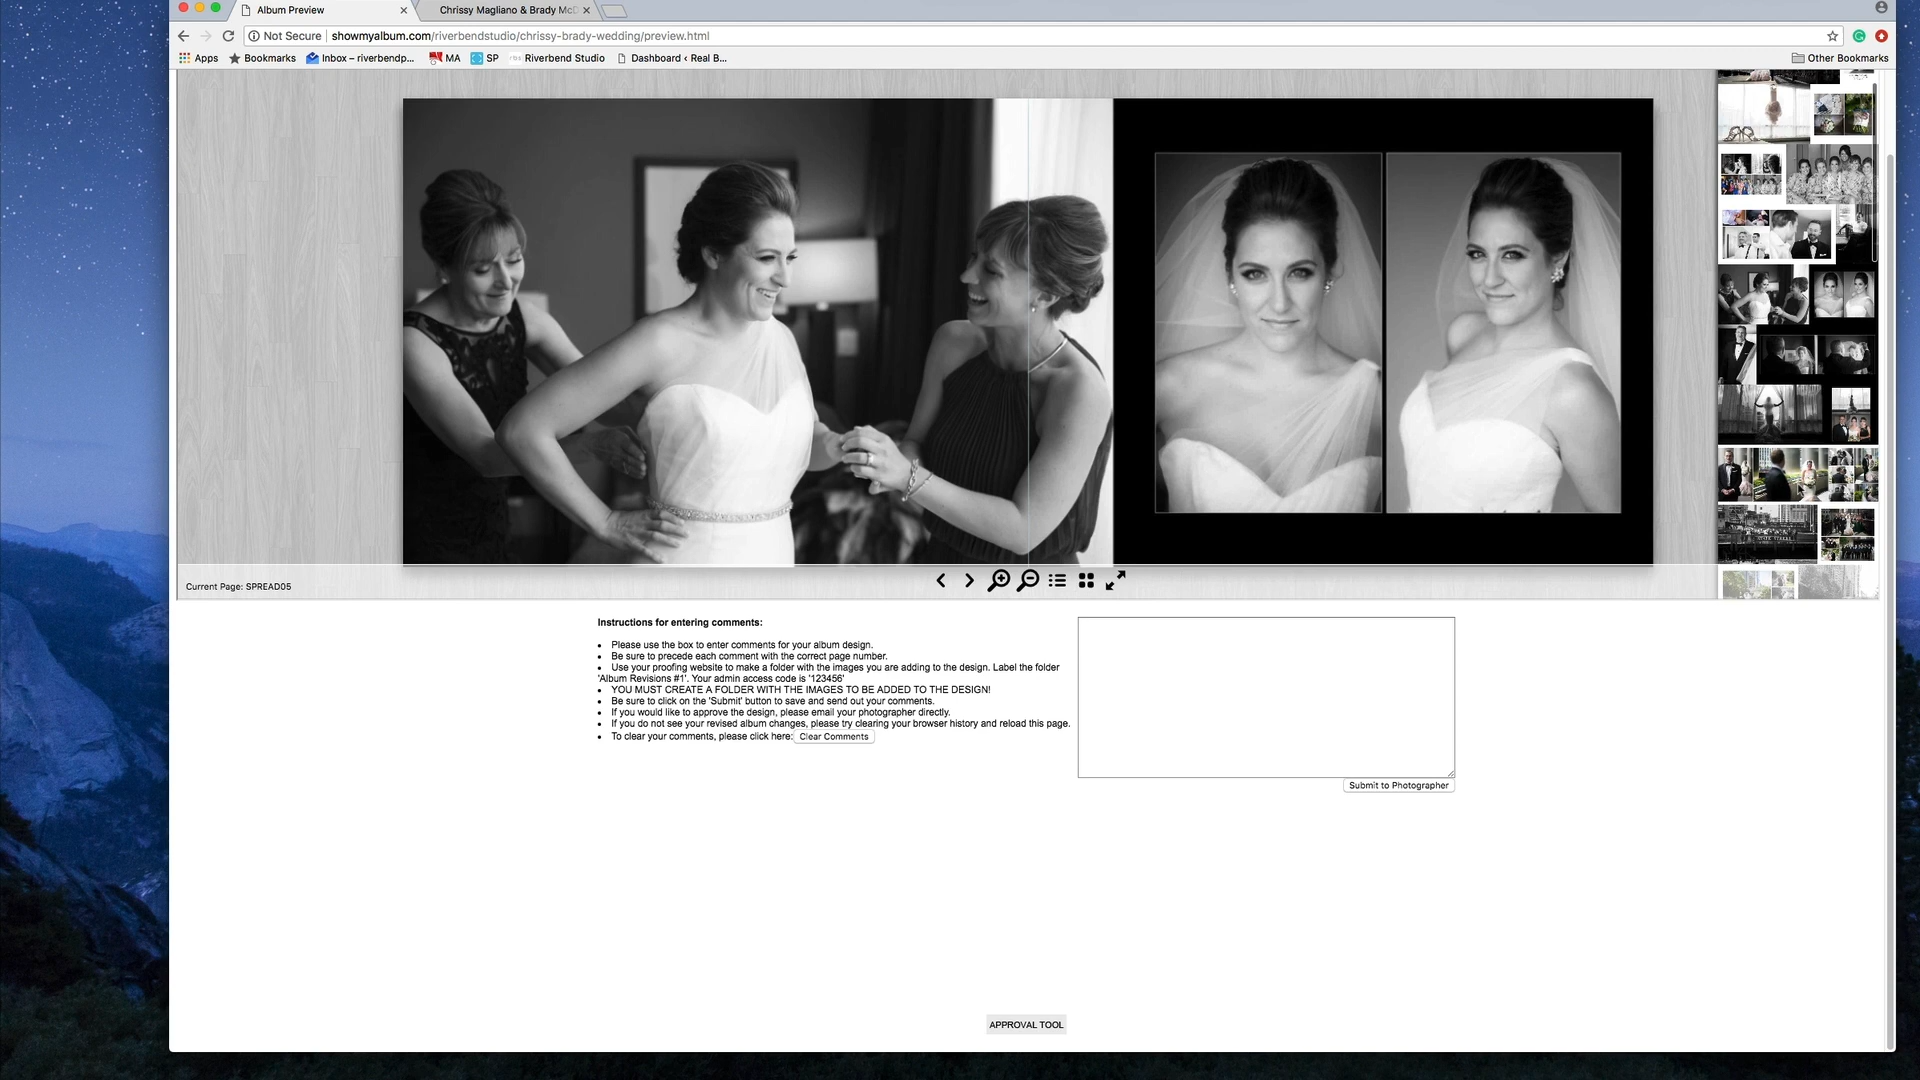 Album Preview
Chrissy Magliano & Brady McD
Not Secure | showmyalbum.com/riverbendstudio/chrissy-brady-wedding/preview.html
Apps Bookmarks Inbox – riverbendp... MA SP Riverbend Studio Dashboard ‹ Real B... Other Bookmarks
Current Page: SPREAD05
Instructions for entering comments:
• Please use the box to enter comments for your album design.
• Be sure to precede each comment with the correct page number.
• Use your proofing website to make a folder with the images you are adding to the design. Label the folder
'Album Revisions #1'. Your admin access code is '123456'
• YOU MUST CREATE A FOLDER WITH THE IMAGES TO BE ADDED TO THE DESIGN!
• Be sure to click on the 'Submit' button to save and send out your comments.
• If you would like to approve the design, please email your photographer directly.
• If you do not see your revised album changes, please try clearing your browser history and reload this page.
• To clear your comments, please click here: Clear Comments
Submit to Photographer
APPROVAL TOOL